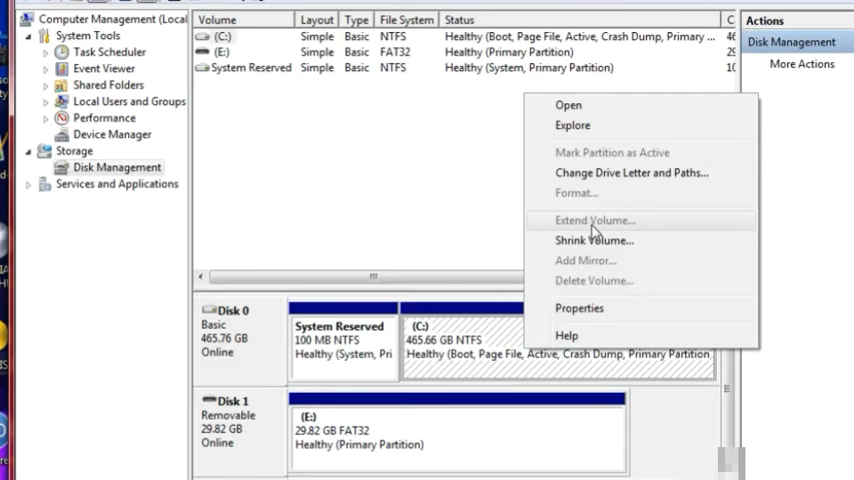 Computer Management (Local
System Tools
Task Scheduler
Event Viewer
Shared Folders
Local Users and Groups
Performance
Device Manager
Storage
Disk Management
Services and Applications
Volume Layout Type File System Status C
(C:) Simple Basic NTFS Healthy (Boot, Page File, Active, Crash Dump, Primary ... 46
(E:) Simple Basic FAT32 Healthy (Primary Partition) 29
System Reserved Simple Basic NTFS Healthy (System, Primary Partition) 10
Actions
Disk Management
More Actions
Open
Explore
Mark Partition as Active
Change Drive Letter and Paths...
Format...
Extend Volume...
Shrink Volume...
Add Mirror...
Delete Volume...
Properties
Help
Disk 0
Basic
465.76 GB
Online
System Reserved
100 MB NTFS
Healthy (System, Pri
(C:)
465.66 GB NTFS
Healthy (Boot, Page File, Active, Crash Dump, Primary Partition
Disk 1
Removable
29.82 GB
Online
(E:)
29.82 GB FAT32
Healthy (Primary Partition)